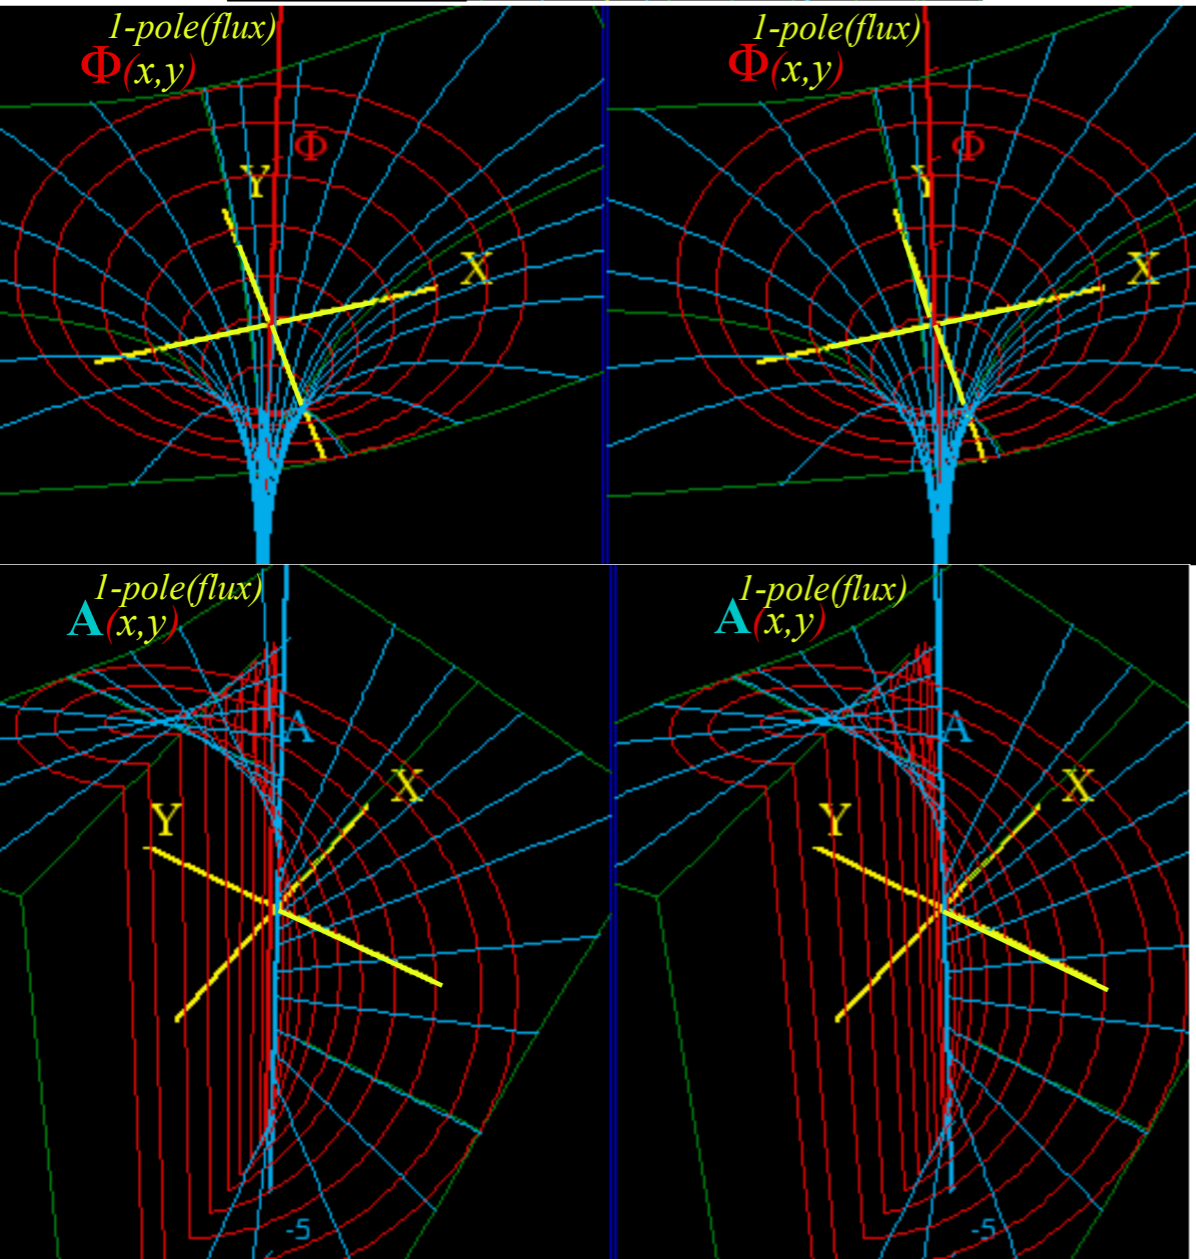 1-pole(flux)
Φ(x,y)
Φ
Y
X
1-pole(flux)
Φ(x,y)
Φ
Y
X
1-pole(flux)
A(x,y)
A
X
Y
-5
1-pole(flux)
A(x,y)
A
X
Y
-5